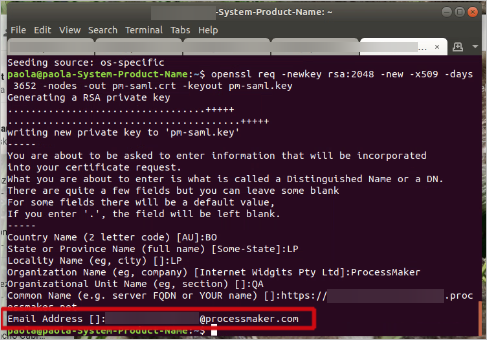 -System-Product-Name: ~
File Edit View Search Terminal Tabs Help
Seeding source: os-specific
paola@paola-System-Product-Name:~$ openssl req -newkey rsa:2048 -new -x509 -days
3652 -nodes -out pm-saml.crt -keyout pm-saml.key
Generating a RSA private key
.................................+++++
.......................................+++++
writing new private key to 'pm-saml.key'
-----
You are about to be asked to enter information that will be incorporated
into your certificate request.
What you are about to enter is what is called a Distinguished Name or a DN.
There are quite a few fields but you can leave some blank
For some fields there will be a default value,
If you enter '.', the field will be left blank.
-----
Country Name (2 letter code) [AU]:BO
State or Province Name (full name) [Some-State]:LP
Locality Name (eg, city) []:LP
Organization Name (eg, company) [Internet Widgits Pty Ltd]:ProcessMaker
Organizational Unit Name (eg, section) []:QA
Common Name (e.g. server FQDN or YOUR name) []:https:// .proc
essmaker.net
Email Address []: @processmaker.com
paola@paola-System-Product-Name:~$